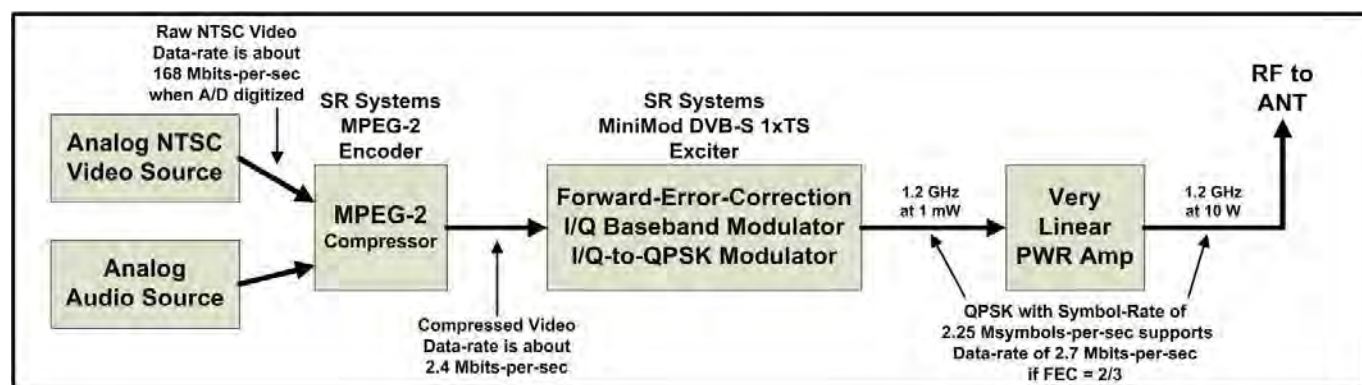 Raw NTSC Video
Data-rate is about
168 Mbits-per-sec
when A/D digitized
Analog NTSC
Video Source
Analog
Audio Source
SR Systems
MPEG-2
Encoder
MPEG-2
Compressor
Compressed Video
Data-rate is about
2.4 Mbits-per-sec
SR Systems
MiniMod DVB-S 1xTS
Exciter
Forward-Error-Correction
I/Q Baseband Modulator
I/Q-to-QPSK Modulator
1.2 GHz
at 1 mW
Very
Linear
PWR Amp
1.2 GHz
at 10 W
RF to
ANT
QPSK with Symbol-Rate of
2.25 Msymbols-per-sec supports
Data-rate of 2.7 Mbits-per-sec
if FEC = 2/3